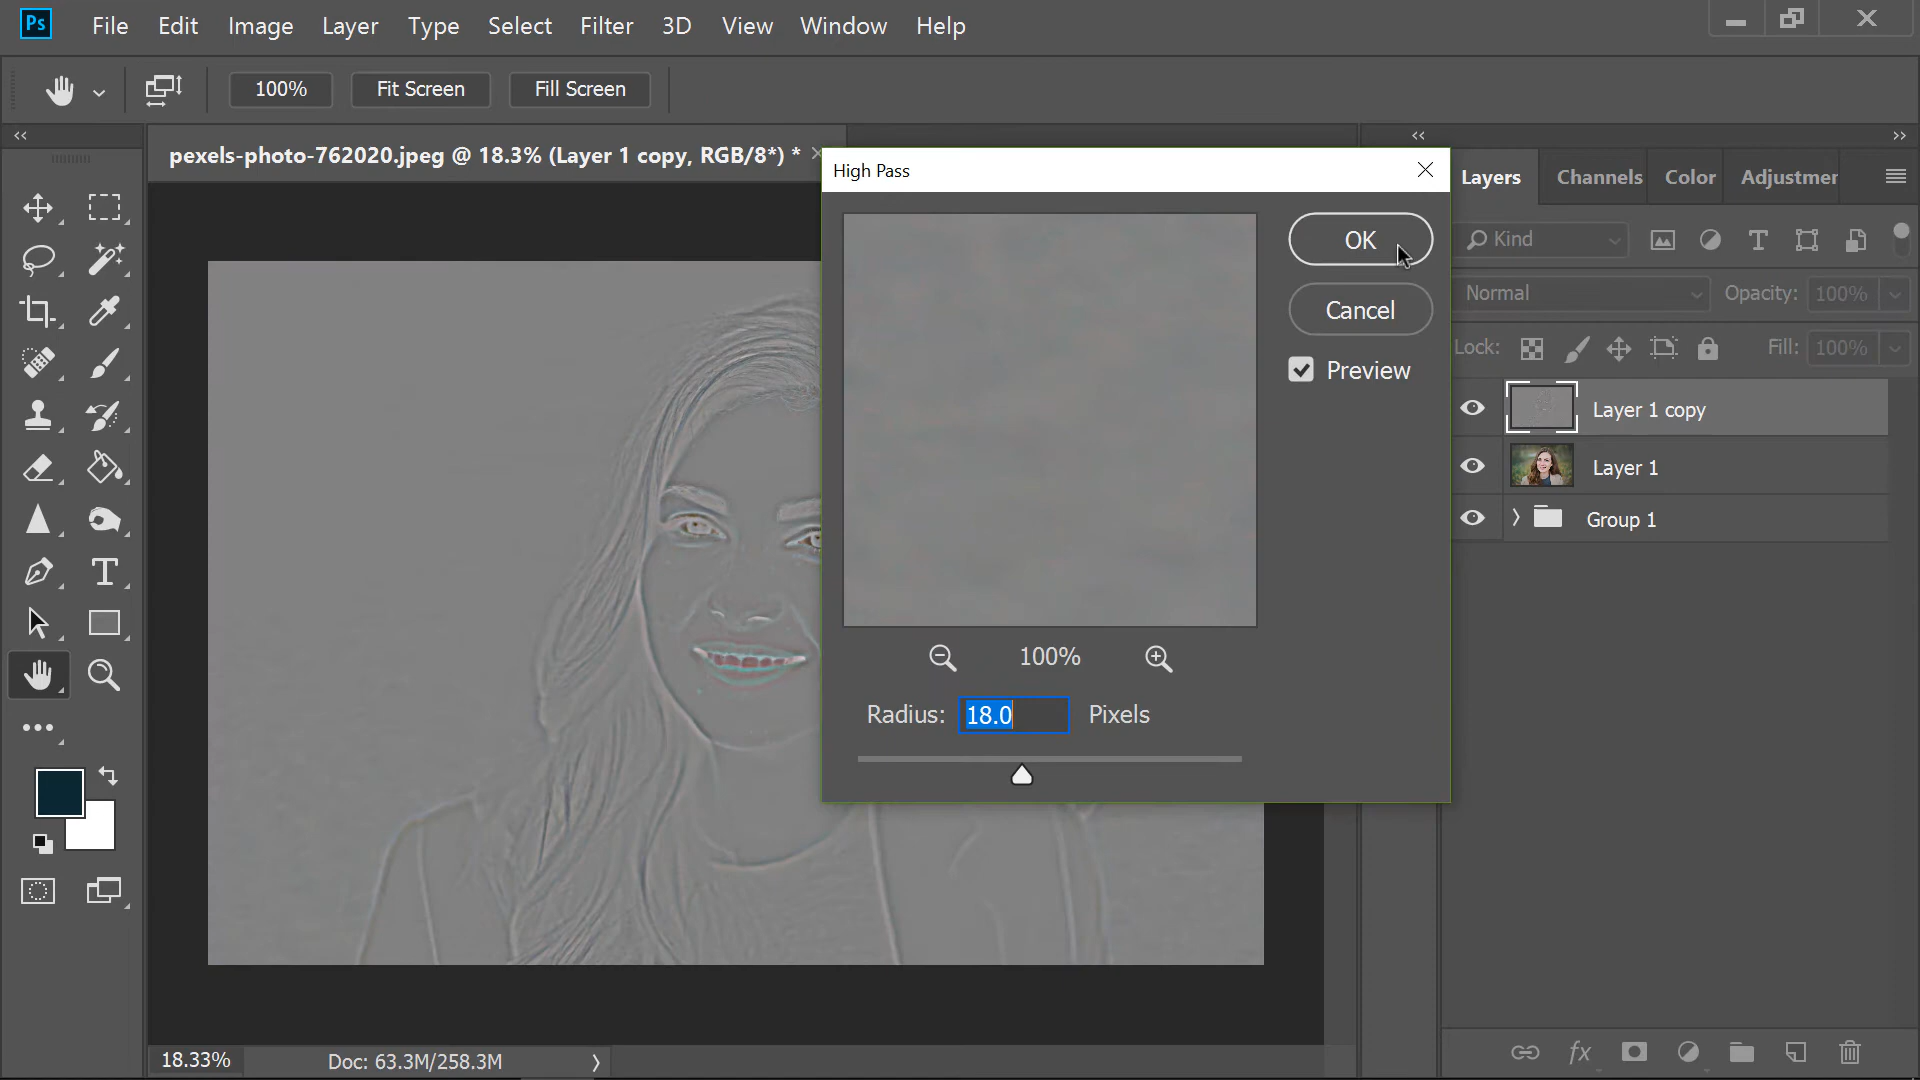 Ps File Edit Image Layer Type Select Filter 3D View Window Help
100% Fit Screen Fill Screen
pexels-photo-762020.jpeg @ 18.3% (Layer 1 copy, RGB/8*) *
High Pass
OK
Cancel
Preview
100%
Radius: 18.0 Pixels
Layers Channels Color Adjustmer
Kind
Normal Opacity: 100%
Lock: Fill: 100%
Layer 1 copy
Layer 1
Group 1
18.33% Doc: 63.3M/258.3M
fx